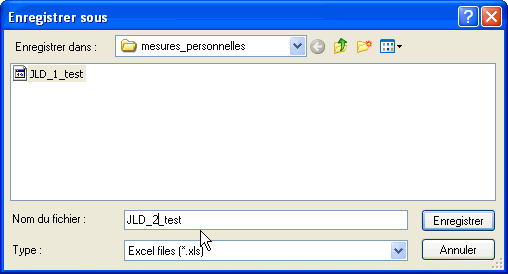 Enregistrer sous
Enregistrer dans : mesures_personnelles
JLD_1_test
Nom du fichier : JLD_2_test Enregistrer
Type : Excel files (*.xls) Annuler